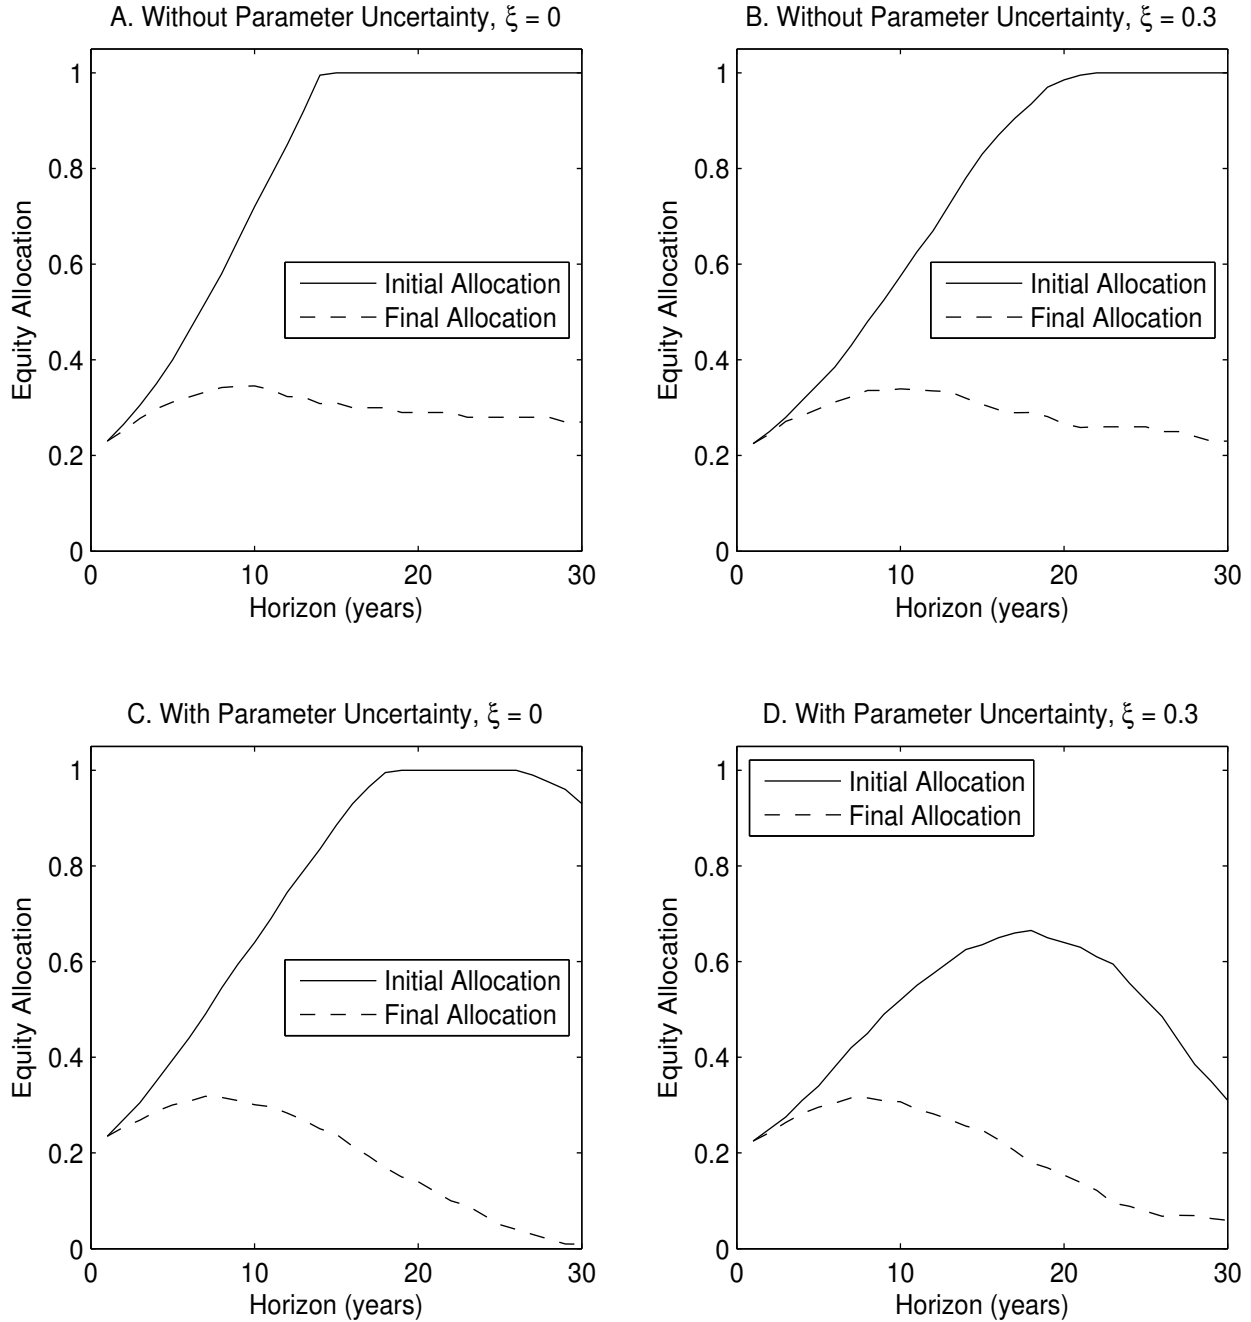 A. Without Parameter Uncertainty, ξ = 0
1
0.8
0.6
0.4
0.2
0
Equity Allocation
Initial Allocation
Final Allocation
0 10 20 30
Horizon (years)
B. Without Parameter Uncertainty, ξ = 0.3
1
0.8
0.6
0.4
0.2
0
Equity Allocation
Initial Allocation
Final Allocation
0 10 20 30
Horizon (years)
C. With Parameter Uncertainty, ξ = 0
1
0.8
0.6
0.4
0.2
0
Equity Allocation
Initial Allocation
Final Allocation
0 10 20 30
Horizon (years)
D. With Parameter Uncertainty, ξ = 0.3
1
0.8
0.6
0.4
0.2
0
Equity Allocation
Initial Allocation
Final Allocation
0 10 20 30
Horizon (years)